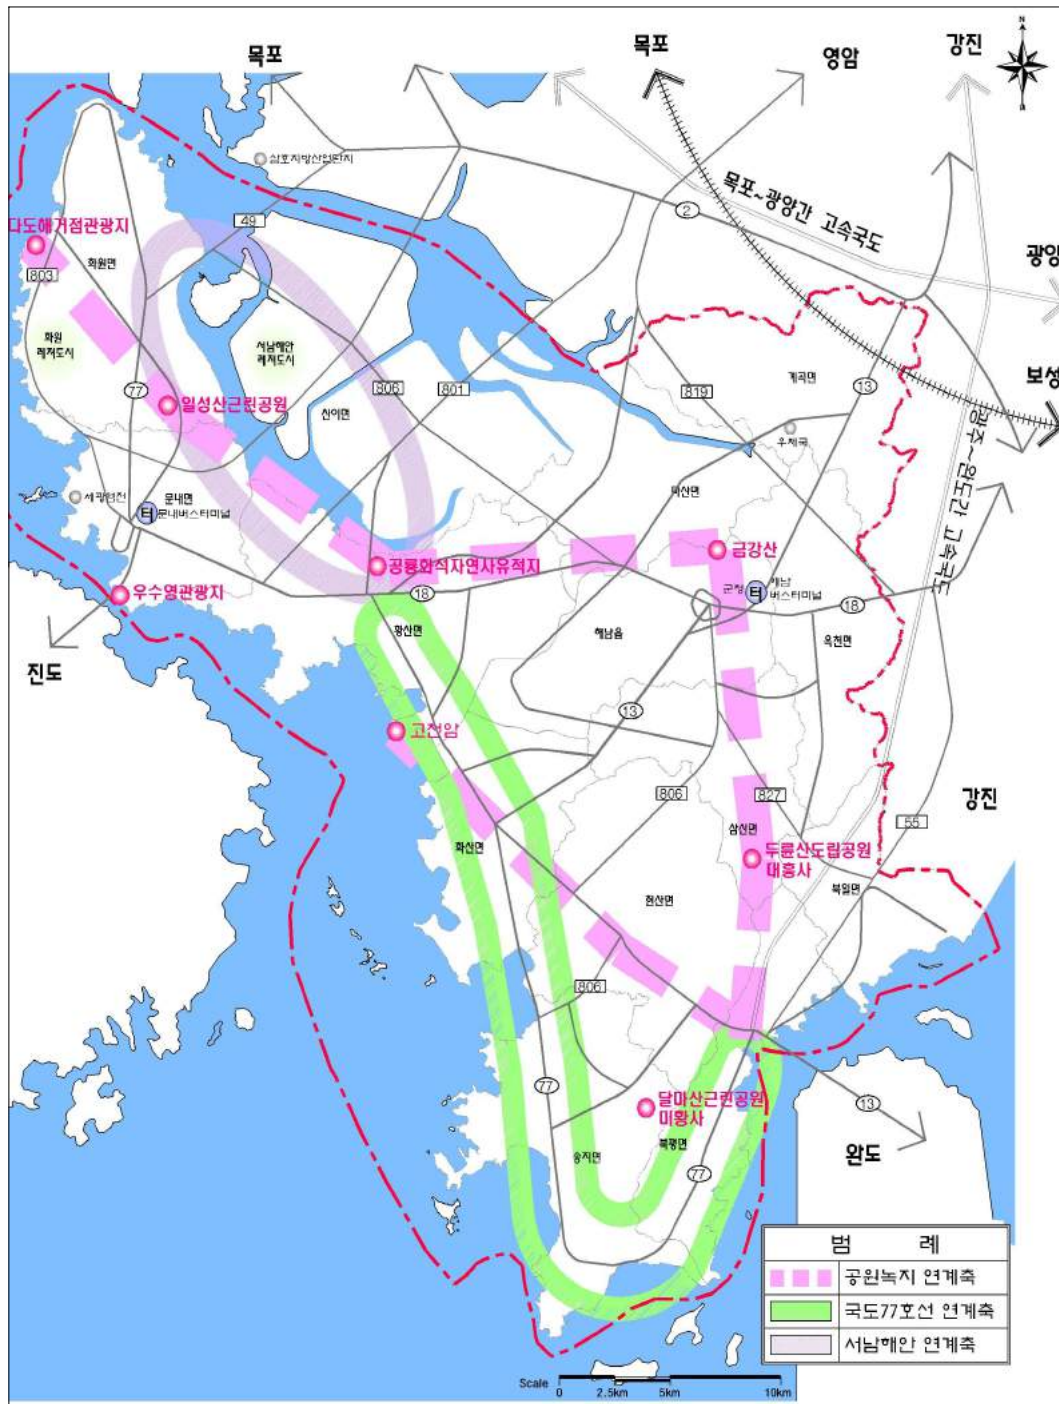 목포
목포
영암
강진
N
삼호지방산업단지
목포~광양간 고속국도
2
49
다도해거점관광지
803
화원면
광양
화원
레저도시
서남해안
레저도시
77
806
801
819
계곡면
13
보성
일성산근린공원
산이면
우체국
광주~완도간 고속국도
마산면
문내면
터
문내버스터미널
금강산
공룡화석자연사유적지
우수영관광지
18
군청
터
해남
버스터미널
18
진도
황산면
해남읍
옥천면
고천암
13
806
827
강진
55
화산면
삼산면
두륜산도립공원
대흥사
북일면
현산면
806
77
달마산근린공원
미황사
13
북평면
송지면
77
완도
범 례
공원녹지 연계축
국도77호선 연계축
서남해안 연계축
Scale
0 2.5km 5km 10km